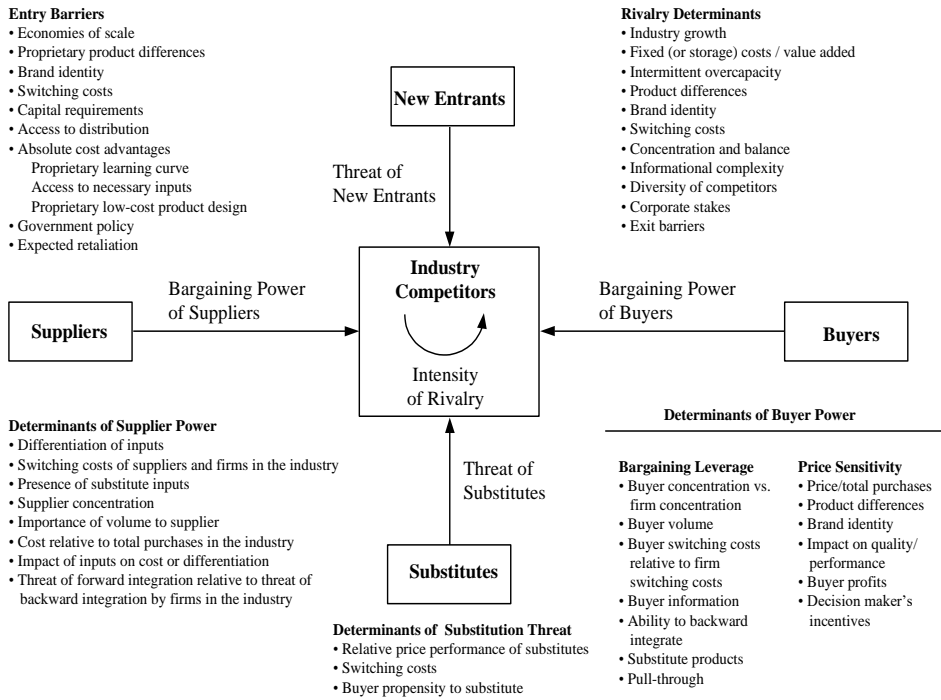 Entry Barriers
• Economies of scale
• Proprietary product differences
• Brand identity
• Switching costs
• Capital requirements
• Access to distribution
• Absolute cost advantages
Proprietary learning curve
Access to necessary inputs
Proprietary low-cost product design
• Government policy
• Expected retaliation
New Entrants
Threat of
New Entrants
Rivalry Determinants
• Industry growth
• Fixed (or storage) costs / value added
• Intermittent overcapacity
• Product differences
• Brand identity
• Switching costs
• Concentration and balance
• Informational complexity
• Diversity of competitors
• Corporate stakes
• Exit barriers
Suppliers
Bargaining Power
of Suppliers
Industry
Competitors
Intensity
of Rivalry
Bargaining Power
of Buyers
Buyers
Determinants of Supplier Power
• Differentiation of inputs
• Switching costs of suppliers and firms in the industry
• Presence of substitute inputs
• Supplier concentration
• Importance of volume to supplier
• Cost relative to total purchases in the industry
• Impact of inputs on cost or differentiation
• Threat of forward integration relative to threat of
backward integration by firms in the industry
Threat of
Substitutes
Substitutes
Determinants of Substitution Threat
• Relative price performance of substitutes
• Switching costs
• Buyer propensity to substitute
Determinants of Buyer Power
Bargaining Leverage
• Buyer concentration vs.
firm concentration
• Buyer volume
• Buyer switching costs
relative to firm
switching costs
• Buyer information
• Ability to backward
integrate
• Substitute products
• Pull-through
Price Sensitivity
• Price/total purchases
• Product differences
• Brand identity
• Impact on quality/
performance
• Buyer profits
• Decision maker's
incentives